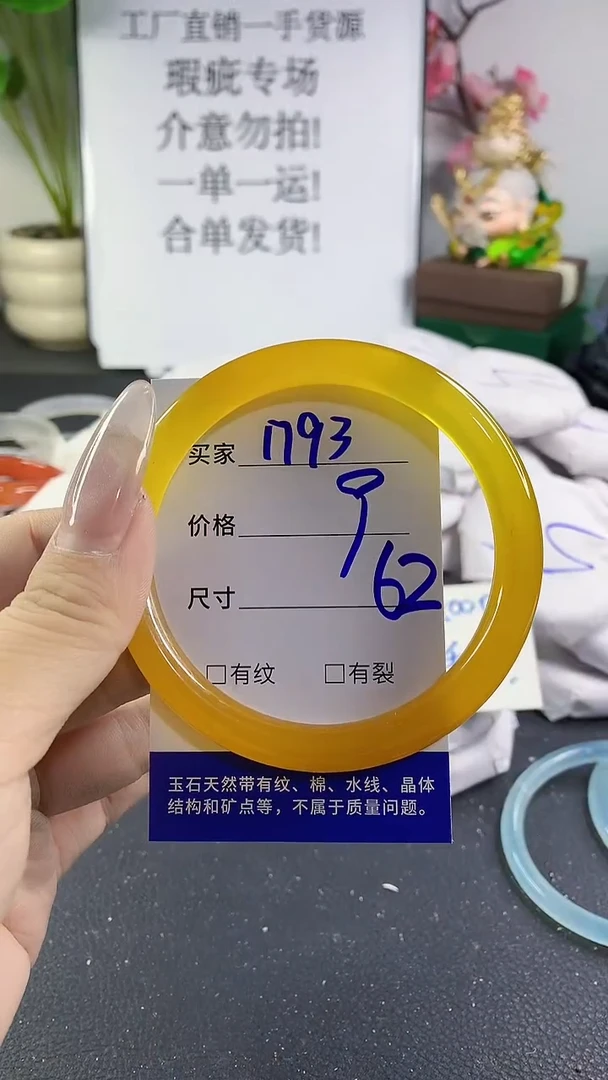 工厂直销一手货源
瑕疵专场
介意勿拍!
一单一运!
合单发货!
买家 1793
价格 9
尺寸 62
□有纹 □有裂
玉石天然带有纹、棉、水线、晶体
结构和矿点等，不属于质量问题。